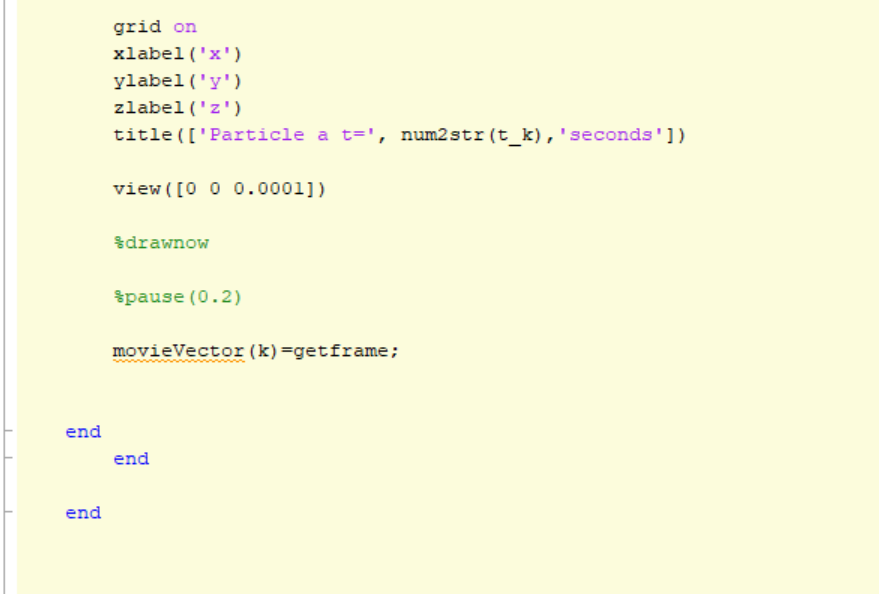 grid on
xlabel('x')
ylabel('y')
zlabel('z')
title(['Particle a t=', num2str(t_k),'seconds'])
view([0 0 0.0001])
%drawnow
%pause(0.2)
movieVector(k)=getframe;
end
end
end